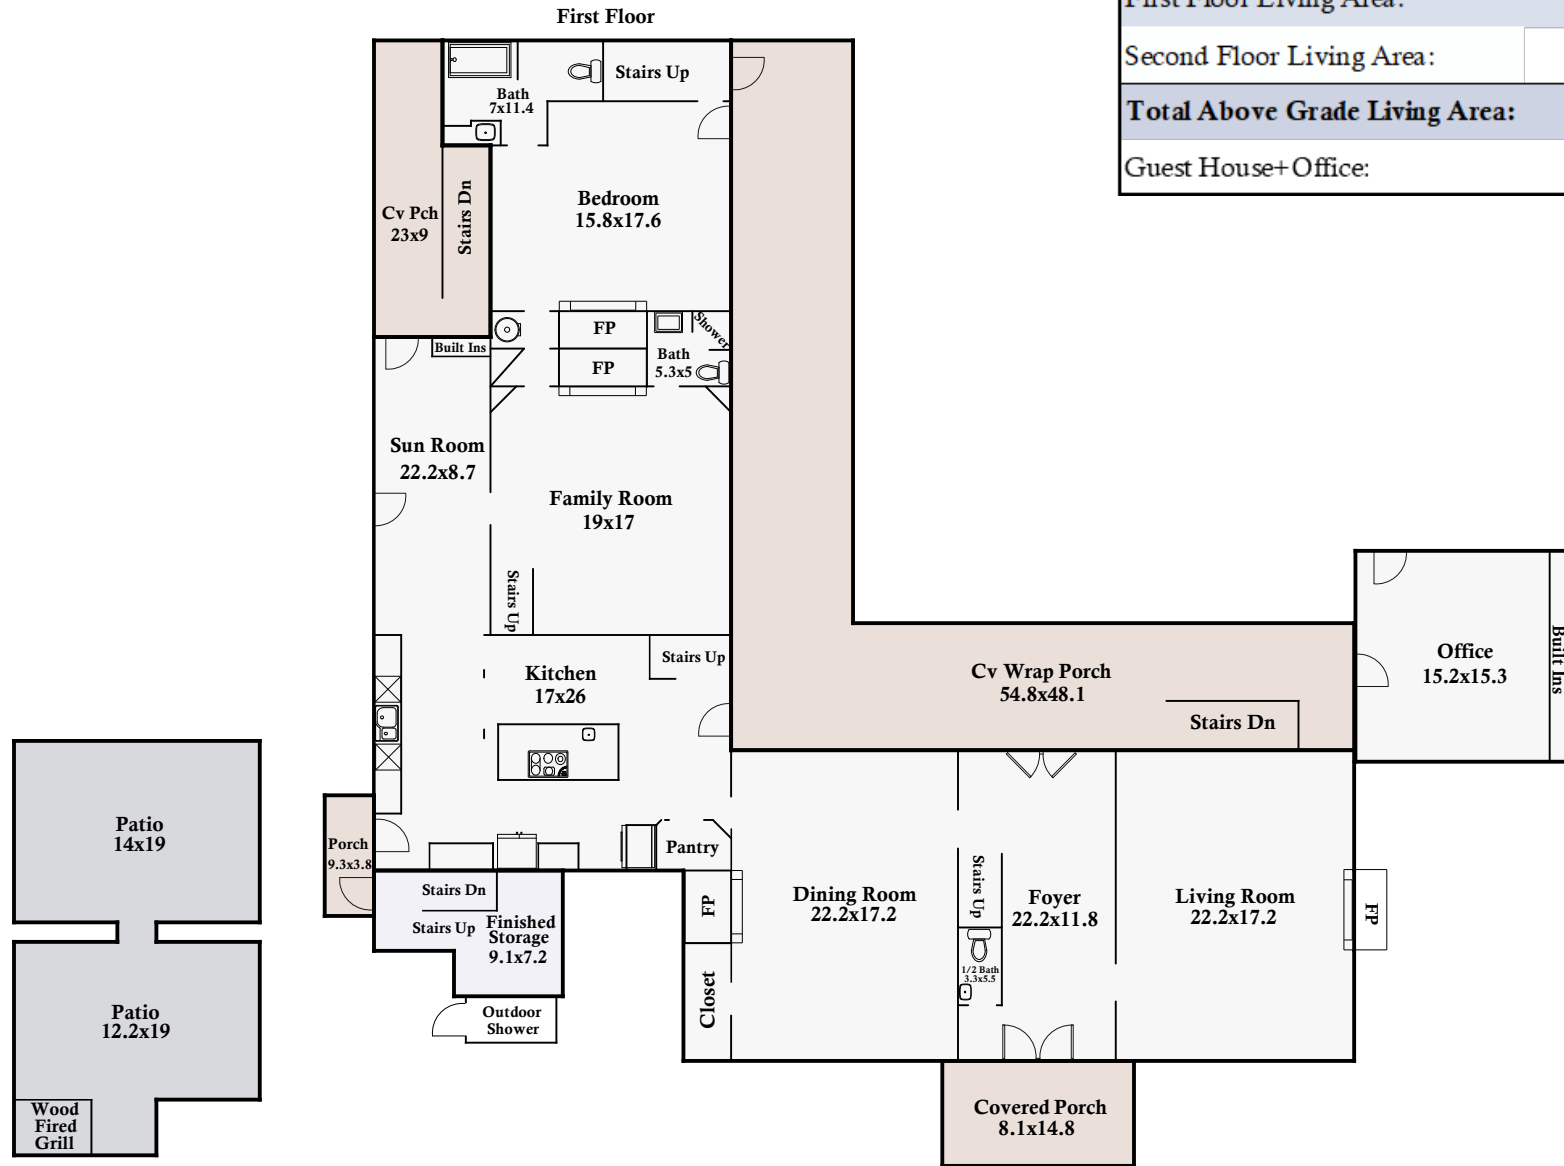 First Floor
First Floor Living Area:
Second Floor Living Area:
Total Above Grade Living Area:
Guest House+Office:
Stairs Up
Bath
7x11.4
Bedroom
15.8x17.6
Cv Pch
23x9
Stairs Dn
FP
Shower
Built Ins
Bath
5.3x5
FP
Sun Room
22.2x8.7
Family Room
19x17
Stairs Up
Stairs Up
Kitchen
17x26
Cv Wrap Porch
54.8x48.1
Stairs Dn
Office
15.2x15.3
Built Ins
Patio
14x19
Porch
9.3x3.8
Pantry
Stairs Dn
Stairs Up
Finished
Storage
9.1x7.2
FP
Dining Room
22.2x17.2
Stairs Up
Foyer
22.2x11.8
Living Room
22.2x17.2
FP
1/2 Bath
3.3x5.5
Closet
Outdoor
Shower
Patio
12.2x19
Wood
Fired
Grill
Covered Porch
8.1x14.8